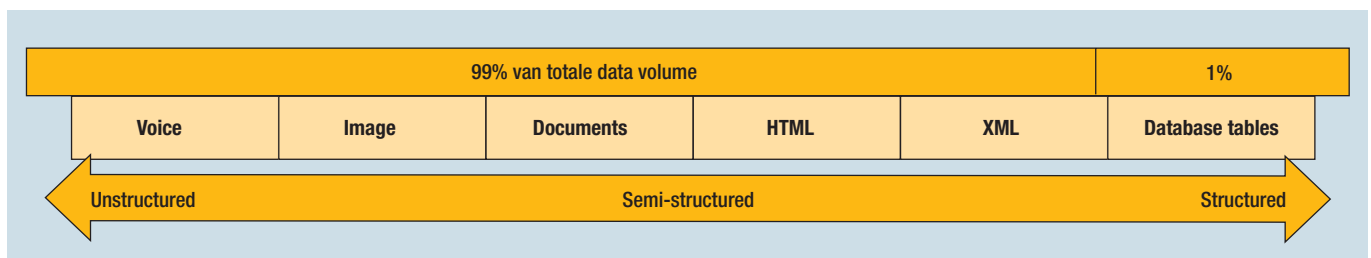 99% van totale data volume 1%
Voice Image Documents HTML XML Database tables
Unstructured Semi-structured Structured